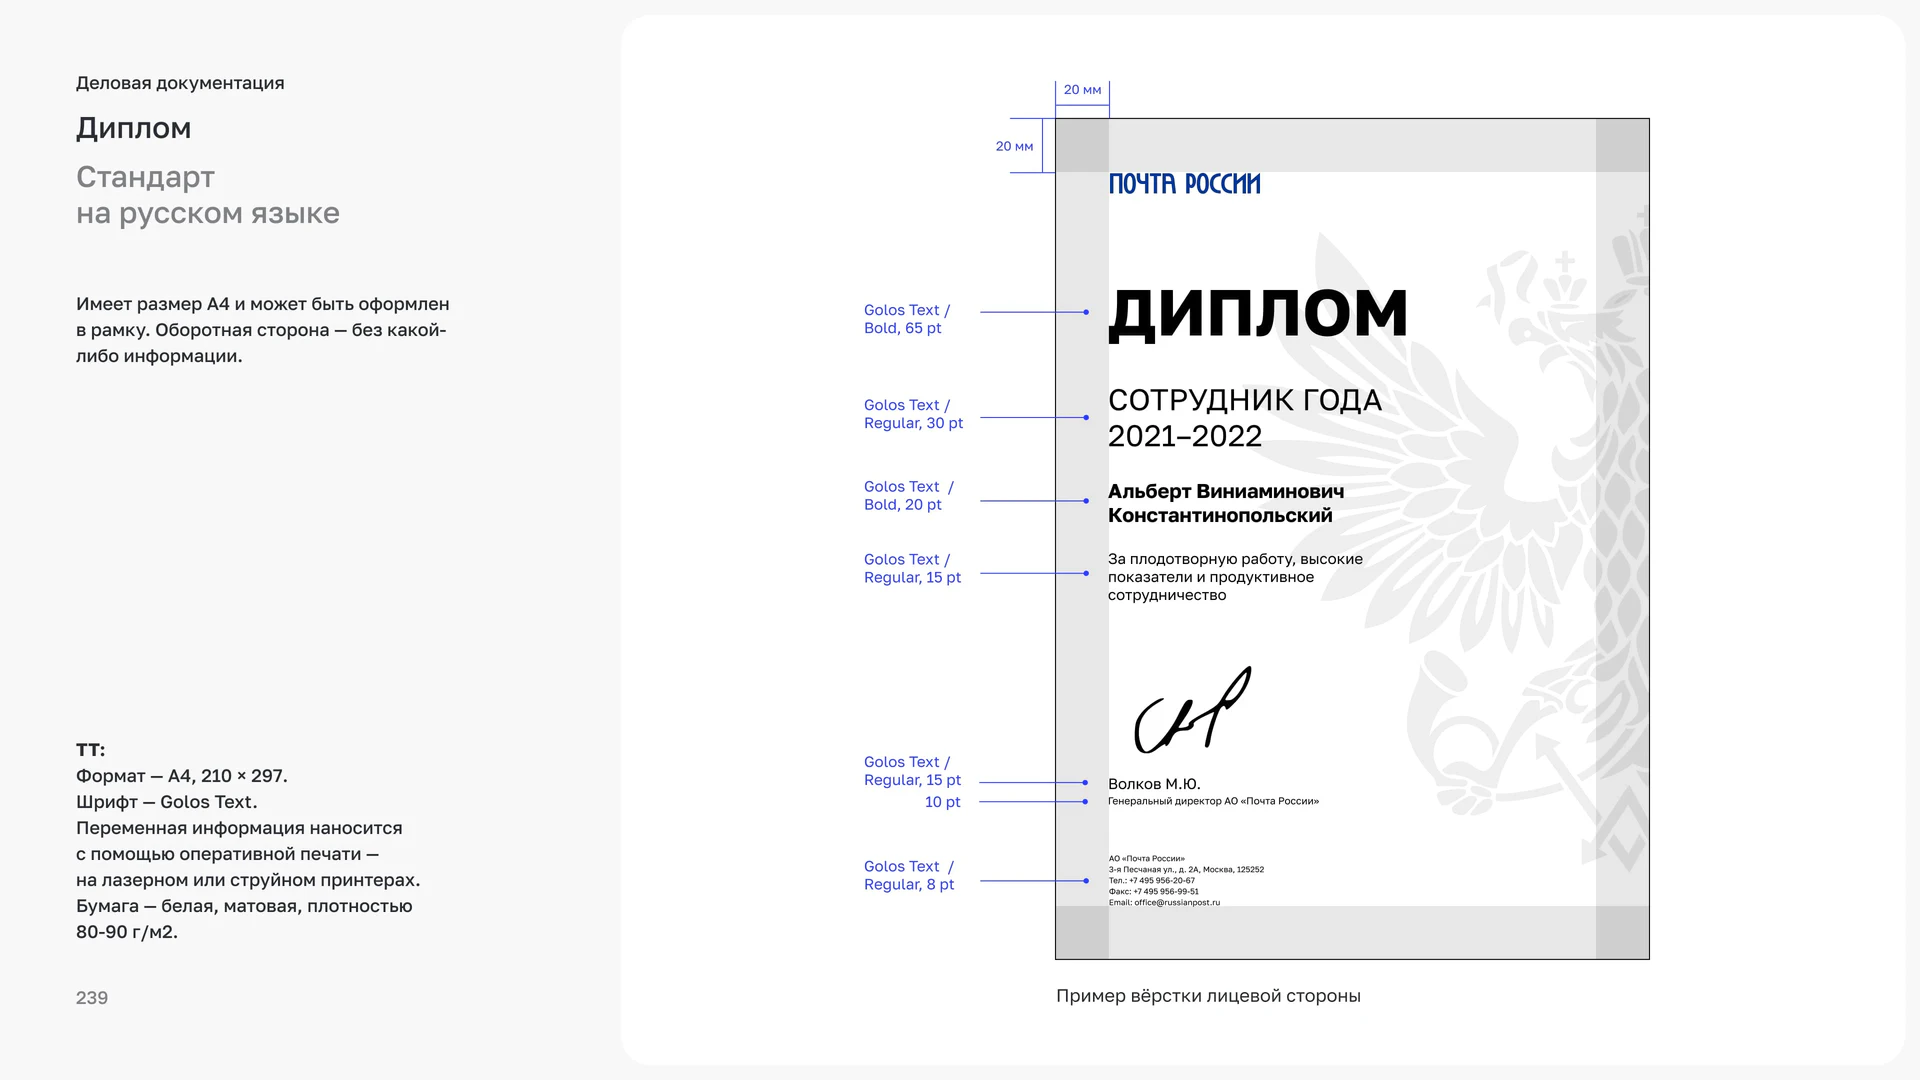 Деловая документация
Диплом
Стандарт
на русском языке
Имеет размер А4 и может быть оформлен
в рамку. Оборотная сторона — без какой-
либо информации.
ТТ:
Формат — А4, 210 × 297.
Шрифт — Golos Text.
Переменная информация наносится
с помощью оперативной печати —
на лазерном или струйном принтерах.
Бумага — белая, матовая, плотностью
80-90 г/м2.
239
20 мм
20 мм
Golos Text /
Bold, 65 pt
Golos Text /
Regular, 30 pt
Golos Text /
Bold, 20 pt
Golos Text /
Regular, 15 pt
Golos Text /
Regular, 15 pt
10 pt
Golos Text /
Regular, 8 pt
ПОЧТА РОССИИ
ДИПЛОМ
СОТРУДНИК ГОДА
2021–2022
Альберт Виниаминович
Константинопольский
За плодотворную работу, высокие
показатели и продуктивное
сотрудничество
Волков М.Ю.
Генеральный директор АО «Почта России»
АО «Почта России»
3-я Песчаная ул., д. 2А, Москва, 125252
Тел.: +7 495 956-20-67
Факс: +7 495 956-99-51
Email: office@russianpost.ru
Пример вёрстки лицевой стороны